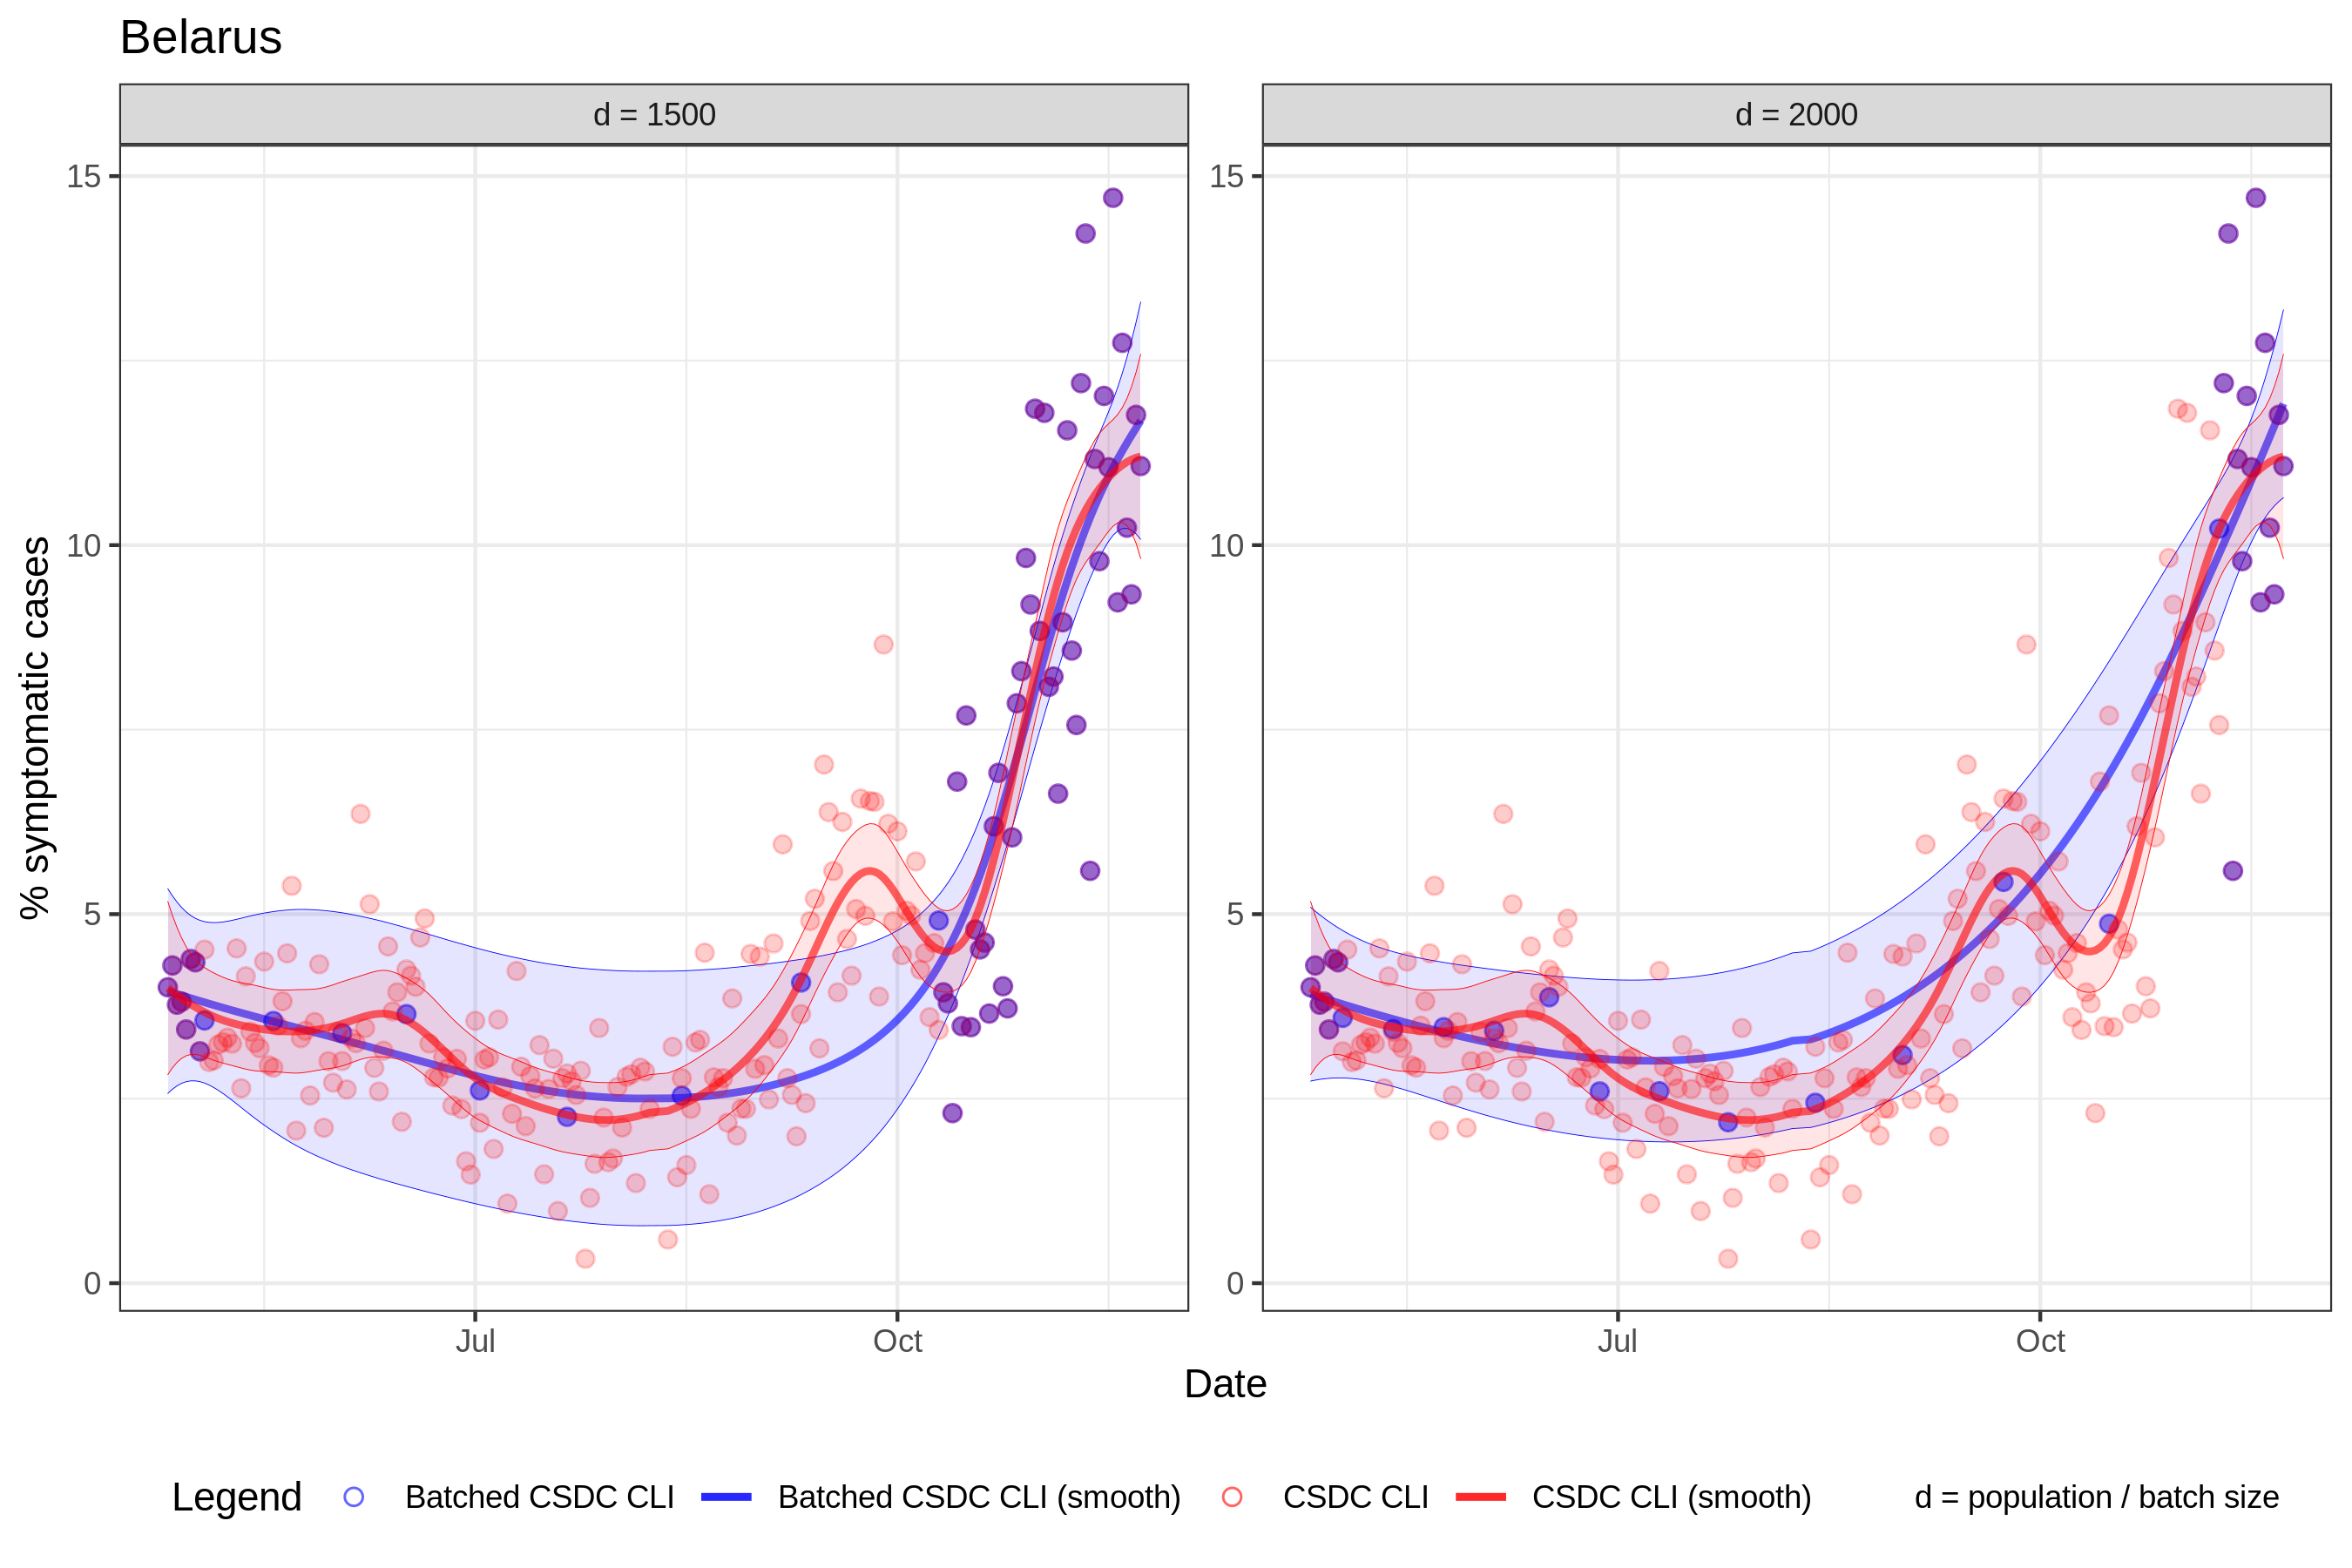 Belarus
d = 1500
d = 2000
% symptomatic cases
15
10
5
0
15
10
5
0
Jul
Oct
Jul
Oct
Date
Legend
Batched CSDC CLI
Batched CSDC CLI (smooth)
CSDC CLI
CSDC CLI (smooth)
d = population / batch size